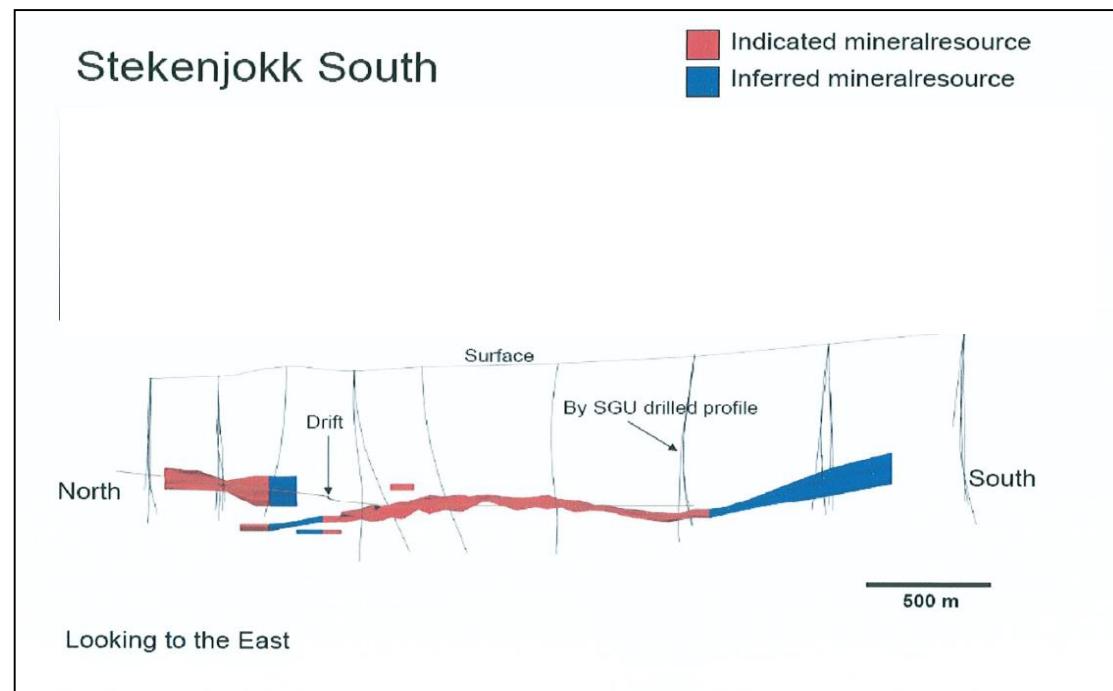 Stekenjokk South
Indicated mineralresource
Inferred mineralresource
Surface
Drift
By SGU drilled profile
North
South
500 m
Looking to the East